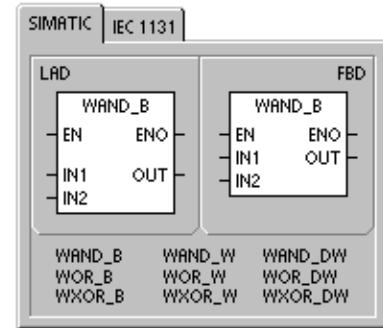 SIMATIC IEC 1131
LAD
WAND_B
EN ENO
IN1 OUT
IN2
FBD
WAND_B
EN ENO
IN1 OUT
IN2
WAND_B WAND_W WAND_DW
WOR_B WOR_W WOR_DW
WXOR_B WXOR_W WXOR_DW